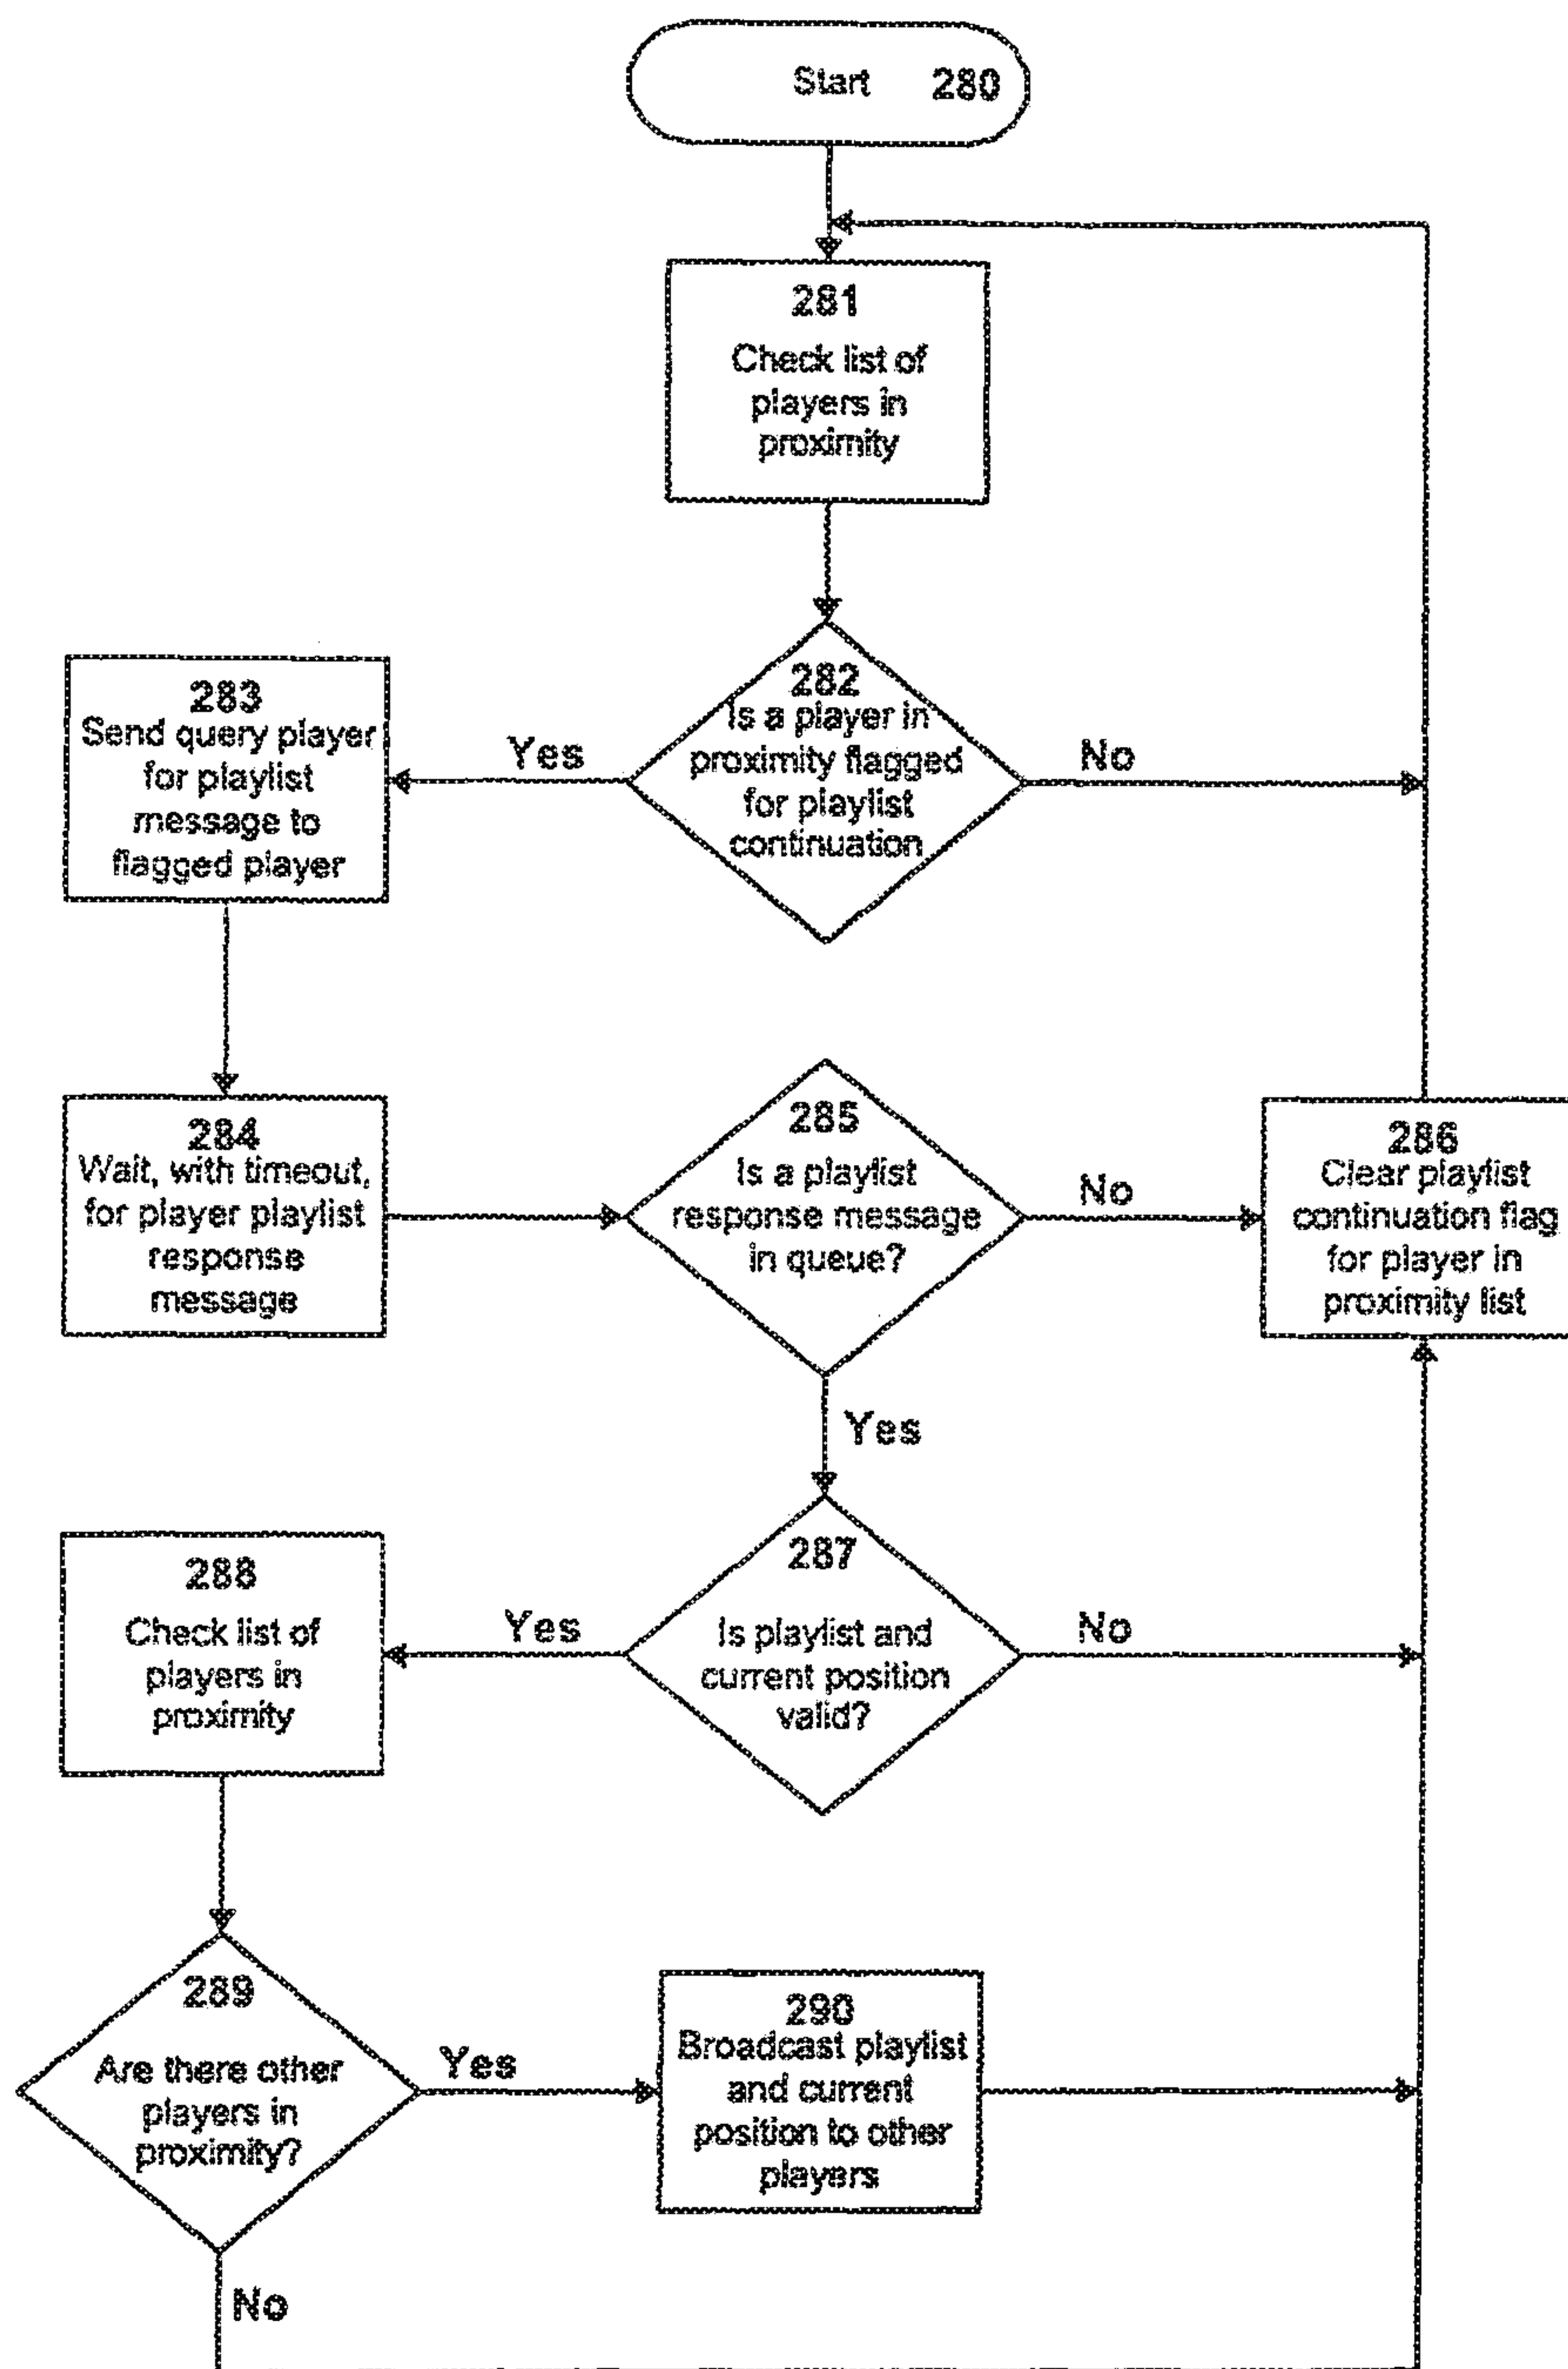 Start 280
281
Check list of
players in
proximity
282
Is a player in
proximity flagged
for playlist
continuation
Yes
No
283
Send query player
for playlist
message to
flagged player
284
Wait, with timeout,
for player playlist
response
message
285
Is a playlist
response message
in queue?
No
Yes
286
Clear playlist
continuation flag
for player in
proximity list
287
Is playlist and
current position
valid?
Yes
No
288
Check list of
players in
proximity
289
Are there other
players in
proximity?
Yes
No
290
Broadcast playlist
and current
position to other
players